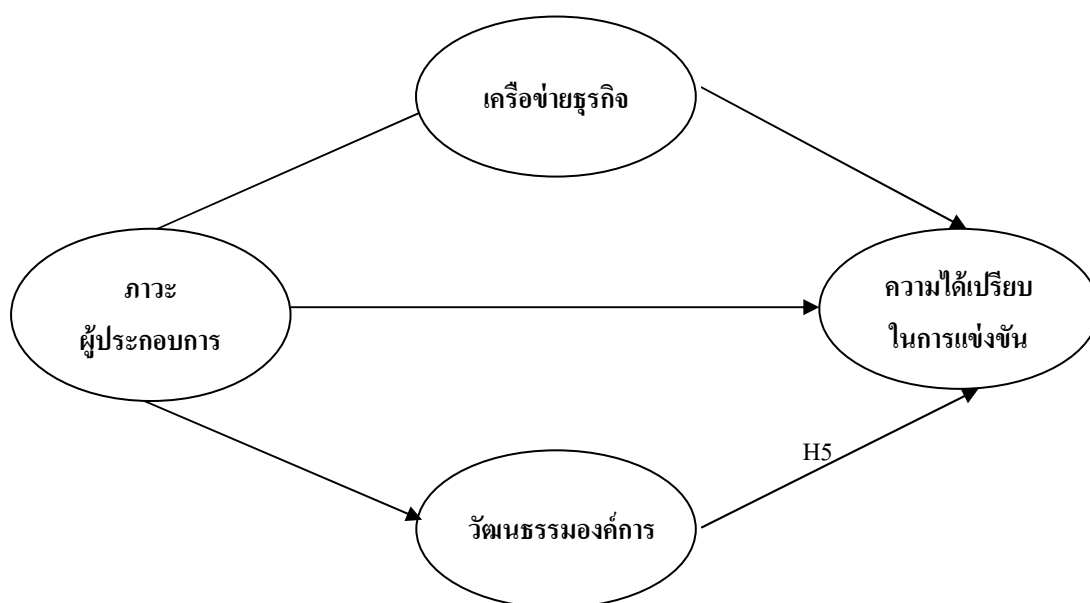 เครือข่ายธุรกิจ
ภาวะ
ผู้ประกอบการ
ความได้เปรียบ
ในการแข่งขัน
H5
วัฒนธรรมองค์การ